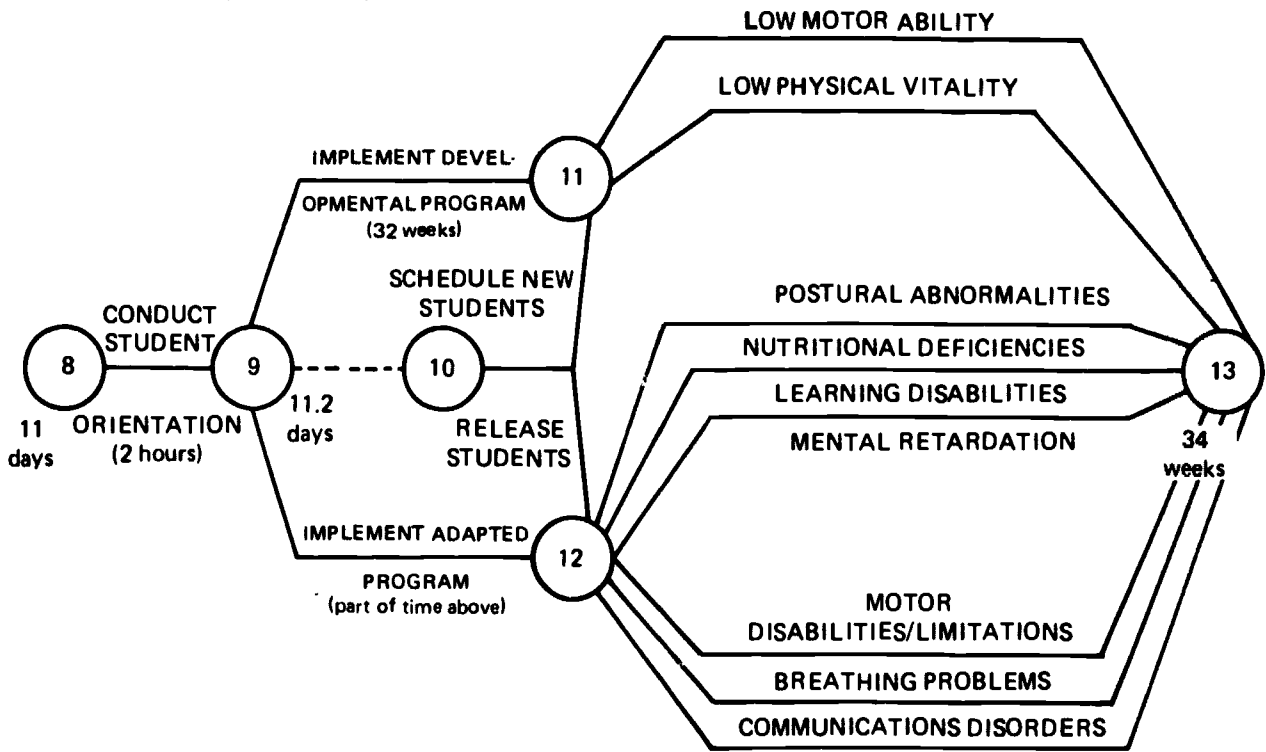 LOW MOTOR ABILITY
LOW PHYSICAL VITALITY
IMPLEMENT DEVEL-
11
OPMENTAL PROGRAM
(32 weeks)
SCHEDULE NEW
STUDENTS
POSTURAL ABNORMALITIES
CONDUCT
STUDENT
NUTRITIONAL DEFICIENCIES
8
9
10
13
LEARNING DISABILITIES
11
days
ORIENTATION
(2 hours)
11.2
days
RELEASE
STUDENTS
MENTAL RETARDATION
34
weeks
IMPLEMENT ADAPTED
12
PROGRAM
(part of time above)
MOTOR
DISABILITIES/LIMITATIONS
BREATHING PROBLEMS
COMMUNICATIONS DISORDERS